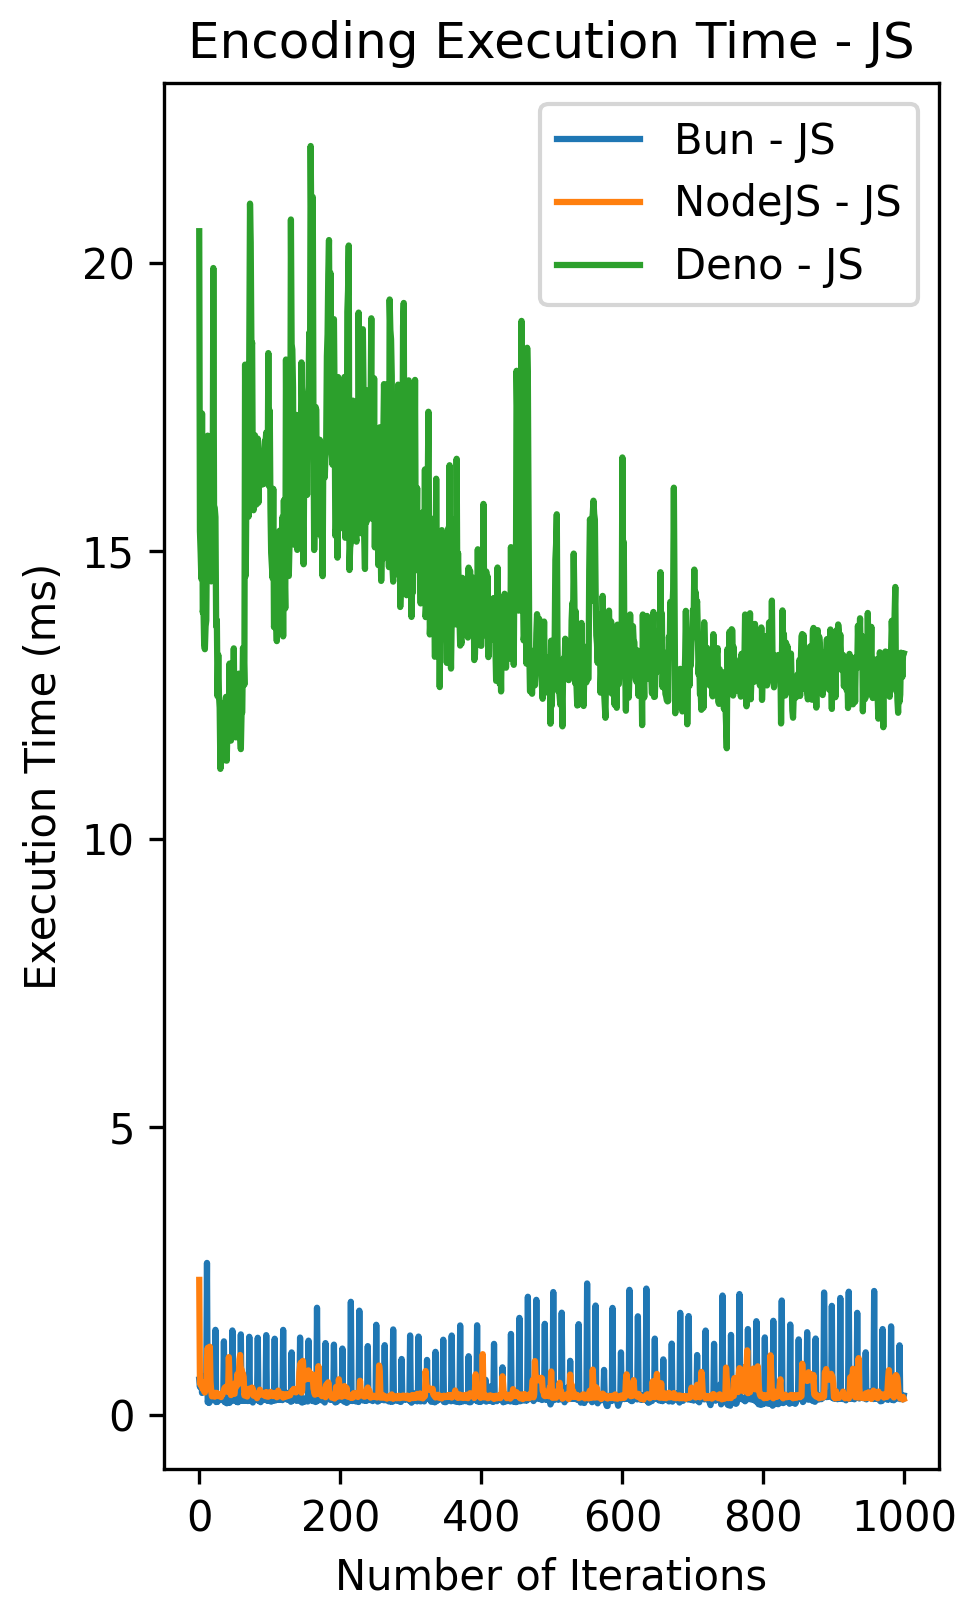 Encoding Execution Time - JS
Bun - JS
NodeJS - JS
Deno - JS
Execution Time (ms)
20
15
10
5
0
0 200 400 600 800 1000
Number of Iterations